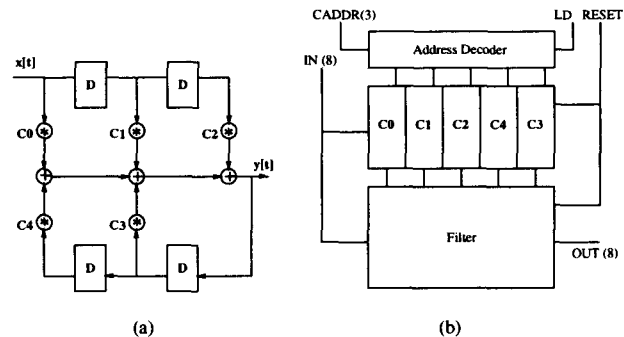 x[t]
D
D
C0
*
C1
*
C2
*
y[t]
+
+
+
C4
*
C3
*
D
D
(a)
CADDR(3)
LD
RESET
Address Decoder
IN (8)
C0
C1
C2
C4
C3
Filter
OUT (8)
(b)